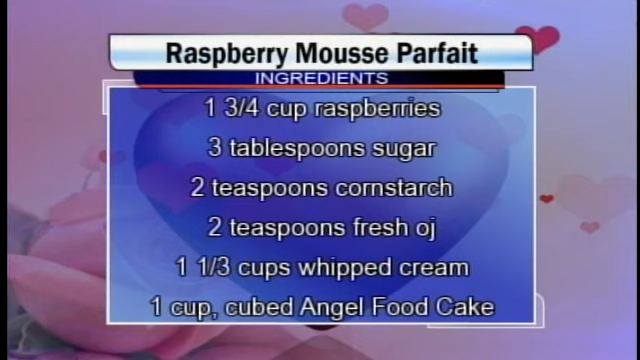 Raspberry Mousse Parfait
INGREDIENTS
1 3/4 cup raspberries
3 tablespoons sugar
2 teaspoons cornstarch
2 teaspoons fresh oj
1 1/3 cups whipped cream
1 cup, cubed Angel Food Cake